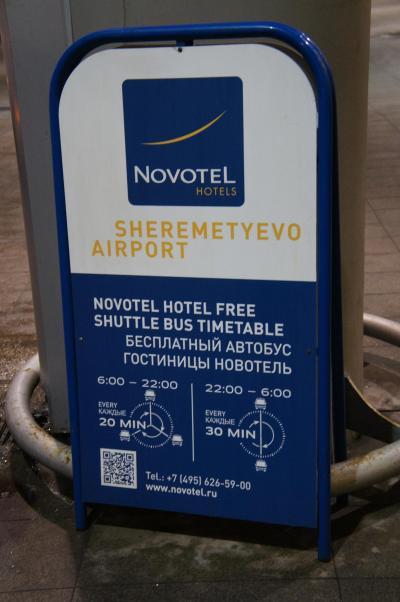 NOVOTEL
HOTELS
SHEREMETYEVO
AIRPORT
NOVOTEL HOTEL FREE
SHUTTLE BUS TIMETABLE
БЕСПЛАТНЫЙ АВТОБУС
ГОСТИНИЦЫ НОВОТЕЛЬ
6:00 – 22:00 22:00 – 6:00
EVERY EVERY
КАЖДЫЕ КАЖДЫЕ
20 MIN 30 MIN
Tel.: +7 (495) 626-59-00
www.novotel.ru